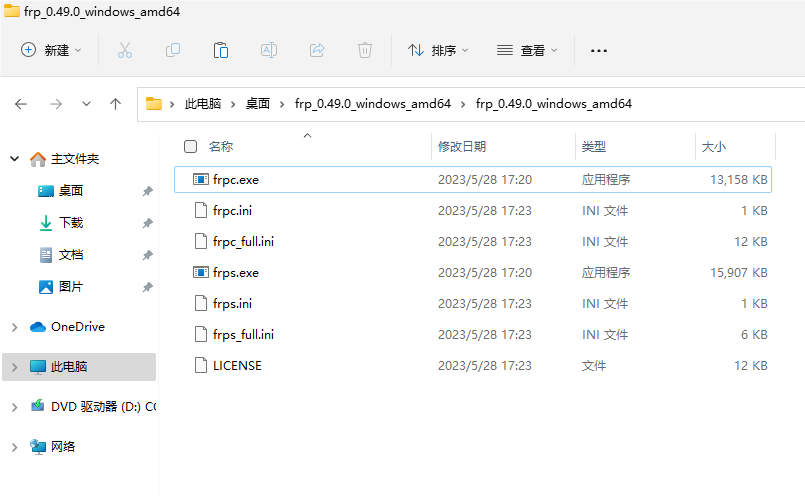 frp_0.49.0_windows_amd64
新建 排序 查看 ...
此电脑 桌面 frp_0.49.0_windows_amd64 frp_0.49.0_windows_amd64
名称 修改日期 类型 大小
主文件夹
桌面
下载
文档
图片
OneDrive
此电脑
DVD 驱动器 (D:) CC
网络
frpc.exe 2023/5/28 17:20 应用程序 13,158 KB
frpc.ini 2023/5/28 17:23 INI 文件 1 KB
frpc_full.ini 2023/5/28 17:23 INI 文件 12 KB
frps.exe 2023/5/28 17:20 应用程序 15,907 KB
frps.ini 2023/5/28 17:23 INI 文件 1 KB
frps_full.ini 2023/5/28 17:23 INI 文件 6 KB
LICENSE 2023/5/28 17:23 文件 12 KB